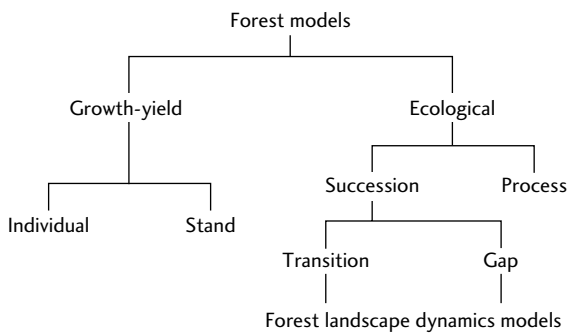 Forest models
Growth-yield Ecological
Succession Process
Individual Stand
Transition Gap
Forest landscape dynamics models